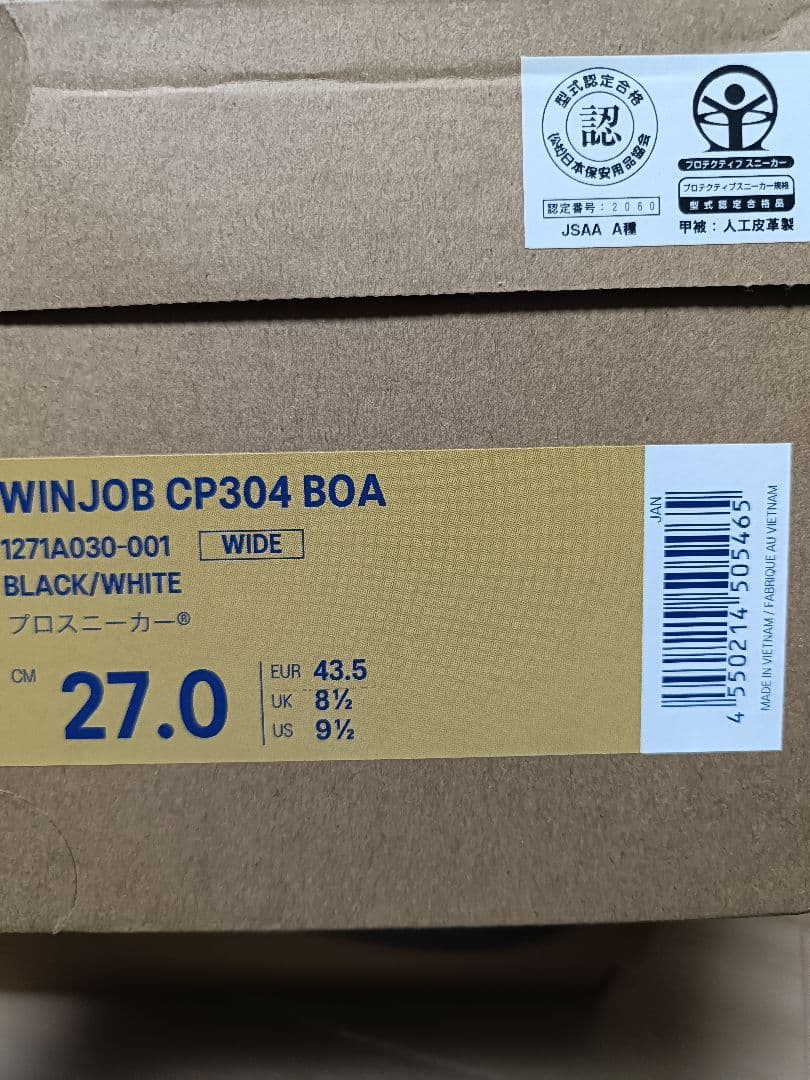 型式認定合格
認
(公社)日本保安用品協会
認定番号:2060
JSAA A種
プロテクティブ スニーカー
プロテクティブスニーカー規格
型式認定合格品
甲被:人工皮革製
WINJOB CP304 BOA
1271A030-001 WIDE
BLACK/WHITE
プロスニーカー®
CM 27.0
EUR 43.5
UK 8½
US 9½
JAN
4550214505465
MADE IN VIETNAM / FABRIQUE AU VIETNAM